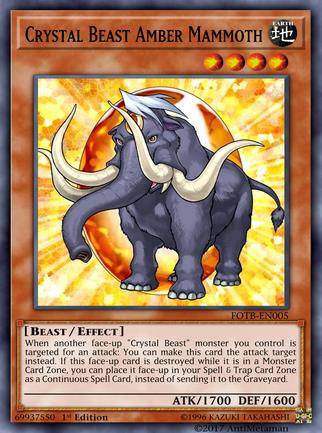 CRYSTAL BEAST AMBER MAMMOTH
EARTH
地
FOTB-EN005
[BEAST / EFFECT]
When another face-up "Crystal Beast" monster you control is
targeted for an attack: You can make this card the attack target
instead. If this face-up card is destroyed while it is in a Monster
Card Zone, you can place it face-up in your Spell & Trap Card Zone
as a Continuous Spell Card, instead of sending it to the Graveyard.
ATK/1700 DEF/1600
69937550 1st Edition ©1996 KAZUKI TAKAHASHI
©2017 AntiMetaman